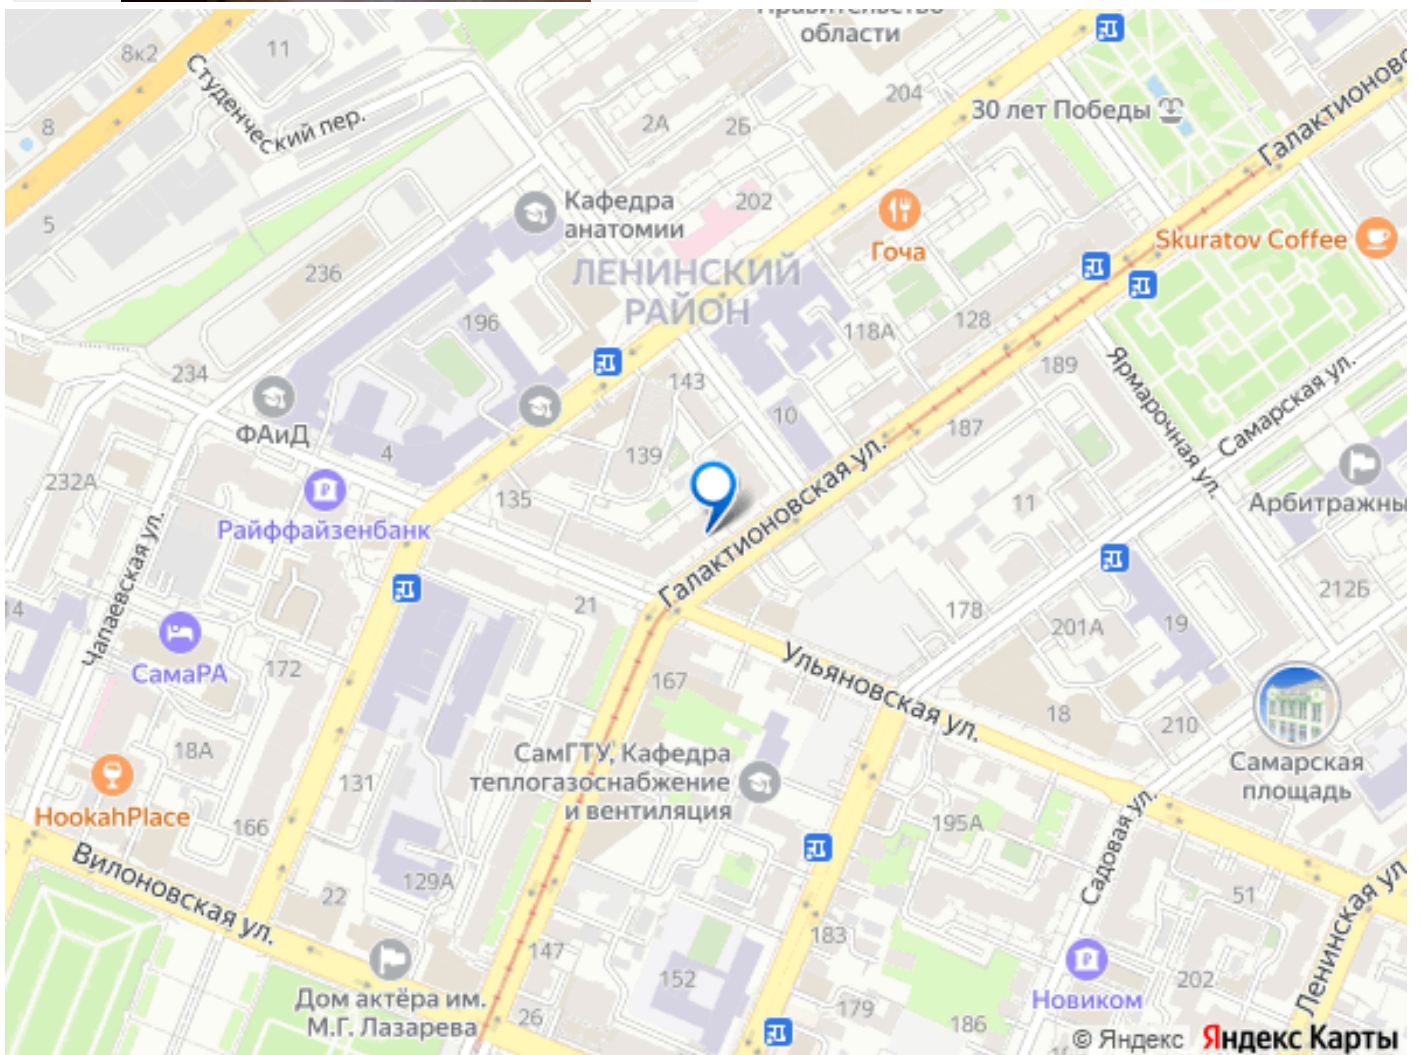 Правительство
области
8к2
11
Студенческий пер.
204
30 лет Победы
Галактионовс
8
2А
2Б
Кафедра
анатомии
202
5
Гоча
Skuratov Coffee
236
ЛЕНИНСКИЙ
РАЙОН
196
118А
128
189
Ярмарочная ул.
Самарская ул.
234
143
ФАиД
10
187
4
139
232А
135
Галактионовская ул.
11
Арбитражны
Райффайзенбанк
Чапаевская ул.
14
21
178
201А
19
212Б
СамаРА
172
167
Ульяновская ул.
18
210
18А
СамГТУ, Кафедра
теплогазоснабжение
и вентиляция
131
Самарская
площадь
HookahPlace
166
195А
Садовая ул.
Вилоновская ул.
22
129А
51
Ленинская ул.
183
147
152
202
Дом актёра им.
М.Г. Лазарева
26
179
186
Новиком
© Яндекс Яндекс Карты